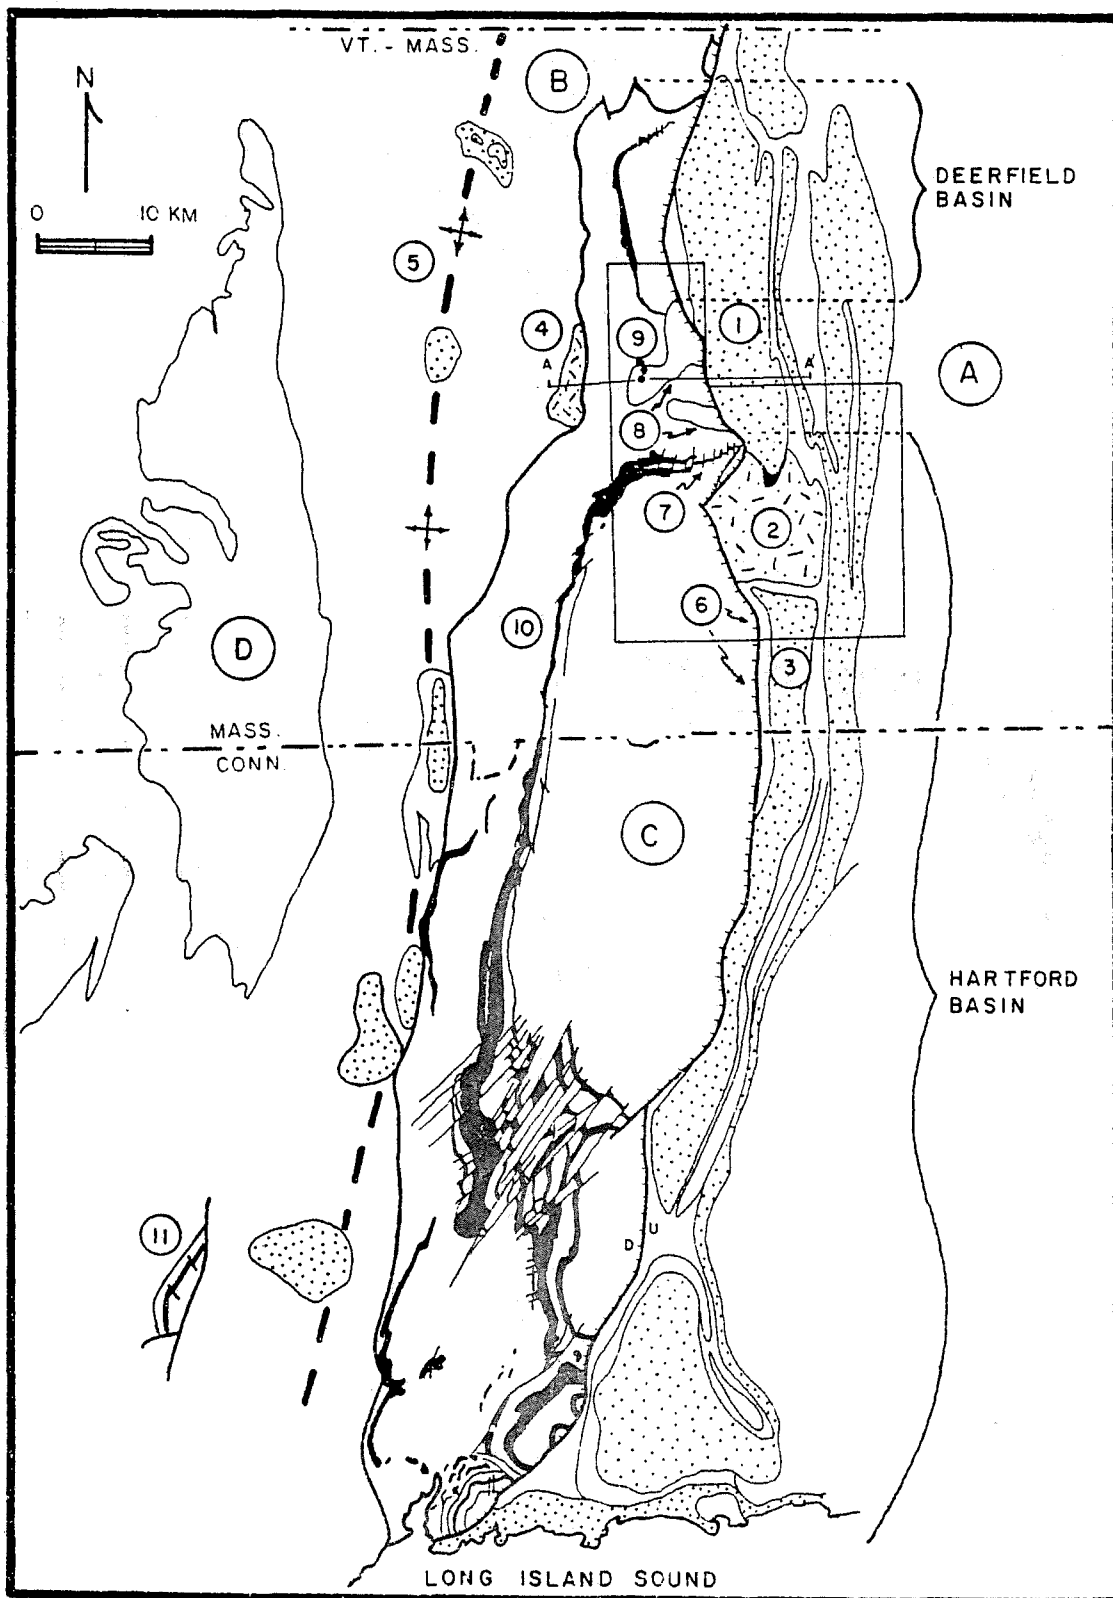 VT. - MASS.
B
N
DEERFIELD
BASIN
0 10 KM
5
4
9
1
A
A'
A
8
7
2
6
10
3
D
MASS.
CONN.
C
HARTFORD
BASIN
11
U
D
LONG ISLAND SOUND